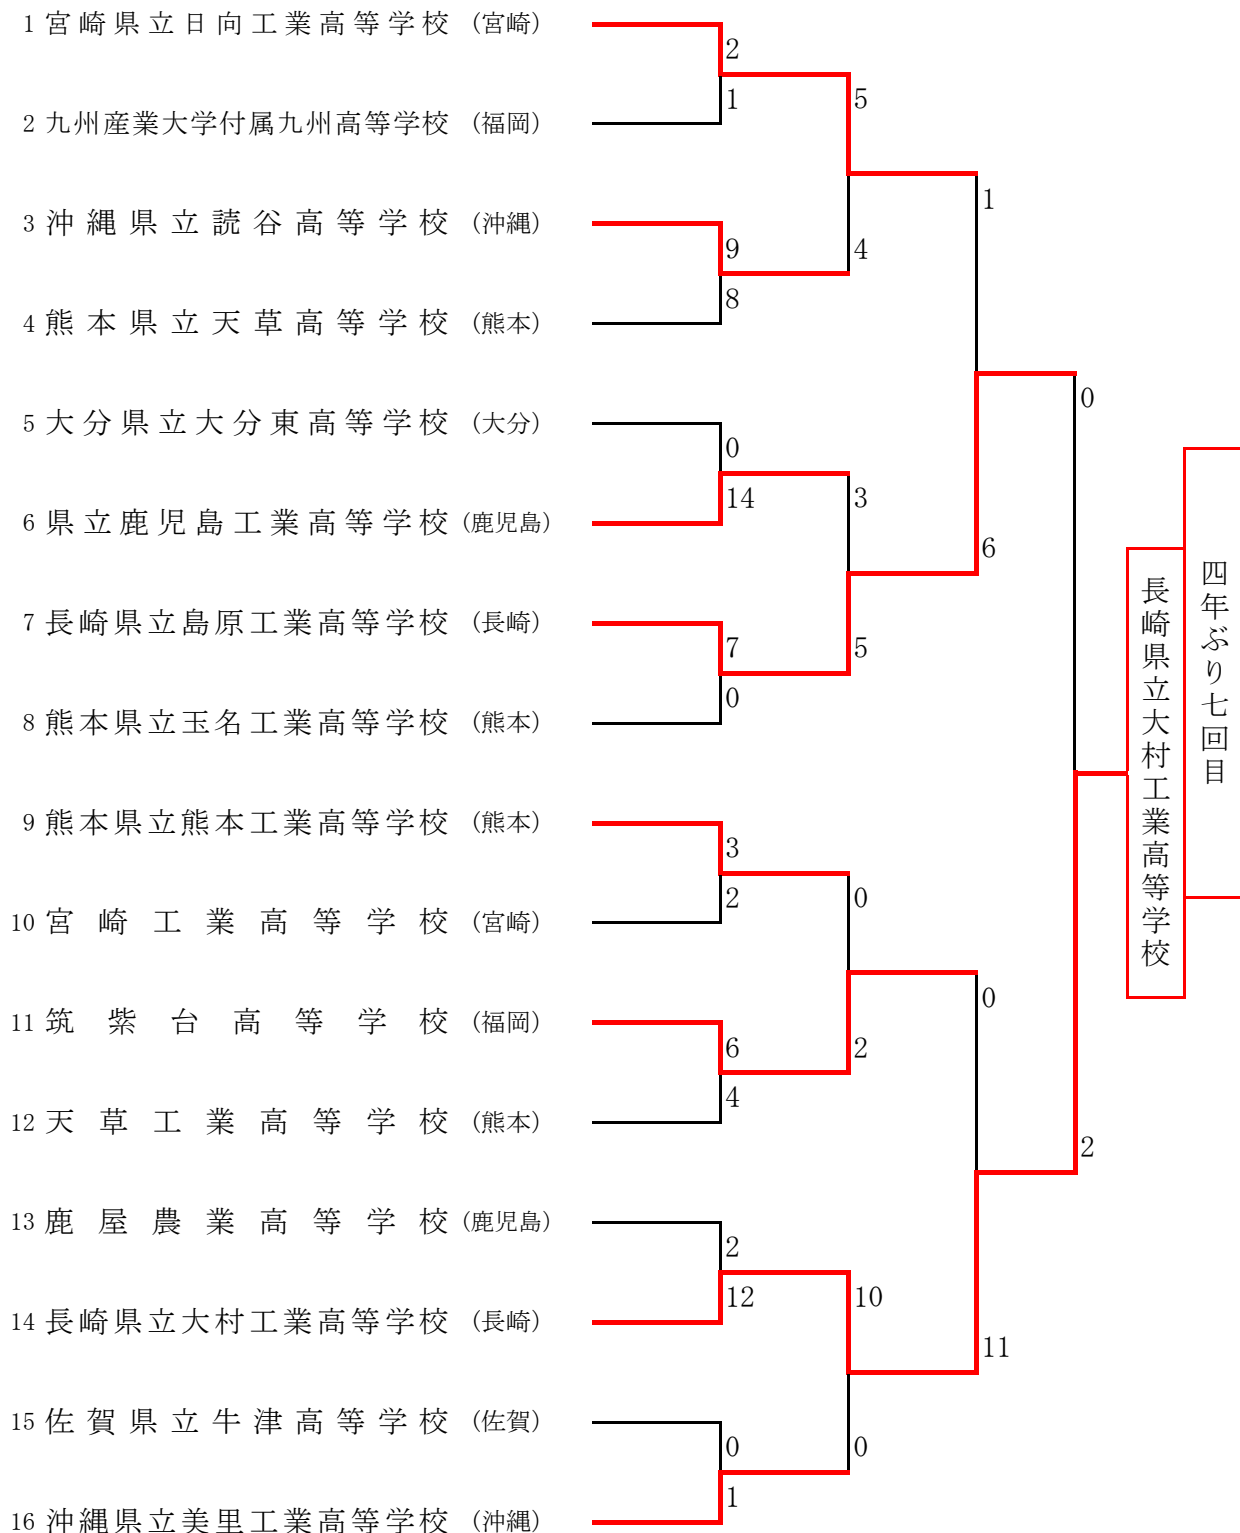 1 宮崎県立日向工業高等学校 (宮崎)
2
1
5
2 九州産業大学付属九州高等学校 (福岡)
1
3 沖縄県立読谷高等学校 (沖縄)
9
4
8
4 熊本県立天草高等学校 (熊本)
0
5 大分県立大分東高等学校 (大分)
0
14
3
6 県立鹿児島工業高等学校 (鹿児島)
6
7 長崎県立島原工業高等学校 (長崎)
7
5
0
8 熊本県立玉名工業高等学校 (熊本)
四年ぶり七回目
長崎県立大村工業高等学校
9 熊本県立熊本工業高等学校 (熊本)
3
2
0
10 宮崎工業高等学校 (宮崎)
0
11 筑紫台高等学校 (福岡)
6
2
4
12 天草工業高等学校 (熊本)
2
13 鹿屋農業高等学校 (鹿児島)
2
12
10
14 長崎県立大村工業高等学校 (長崎)
11
15 佐賀県立牛津高等学校 (佐賀)
0
0
1
16 沖縄県立美里工業高等学校 (沖縄)